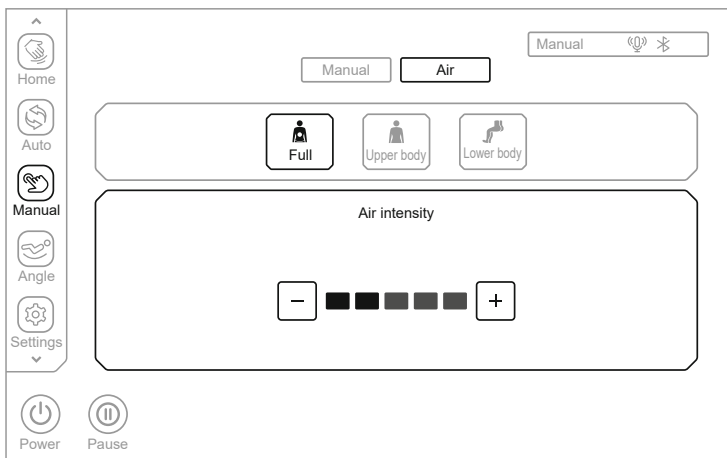 Home
Auto
Manual
Angle
Settings
Power
Pause
Manual
Air
Manual
Full
Upper body
Lower body
Air intensity